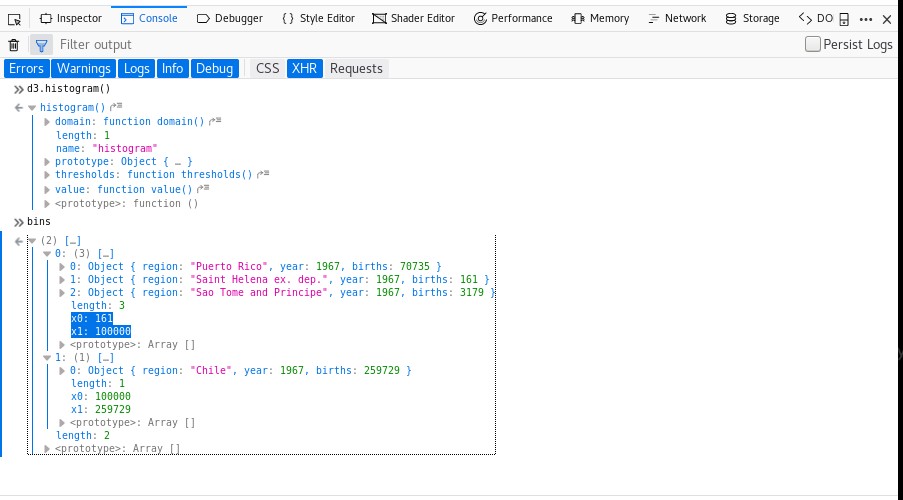 Inspector Console Debugger { } Style Editor Shader Editor Performance Memory Network Storage DO
Filter output Persist Logs
Errors Warnings Logs Info Debug CSS XHR Requests
d3.histogram()
histogram()
domain: function domain()
length: 1
name: "histogram"
prototype: Object { … }
thresholds: function thresholds()
value: function value()
<prototype>: function ()
bins
(2) […]
0: (3) […]
0: Object { region: "Puerto Rico", year: 1967, births: 70735 }
1: Object { region: "Saint Helena ex. dep.", year: 1967, births: 161 }
2: Object { region: "Sao Tome and Principe", year: 1967, births: 3179 }
length: 3
x0: 161
x1: 100000
<prototype>: Array []
1: (1) […]
0: Object { region: "Chile", year: 1967, births: 259729 }
length: 1
x0: 100000
x1: 259729
<prototype>: Array []
length: 2
<prototype>: Array []